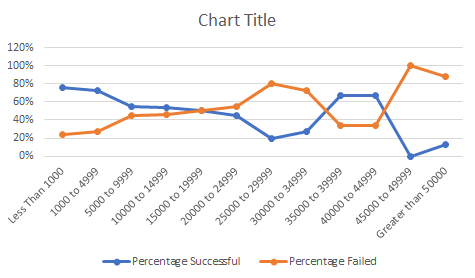 Chart Title
120%
100%
80%
60%
40%
20%
0%
Less Than 1000
1000 to 4999
5000 to 9999
10000 to 14999
15000 to 19999
20000 to 24999
25000 to 29999
30000 to 34999
35000 to 39999
40000 to 44999
45000 to 49999
Greater than 50000
Percentage Successful
Percentage Failed